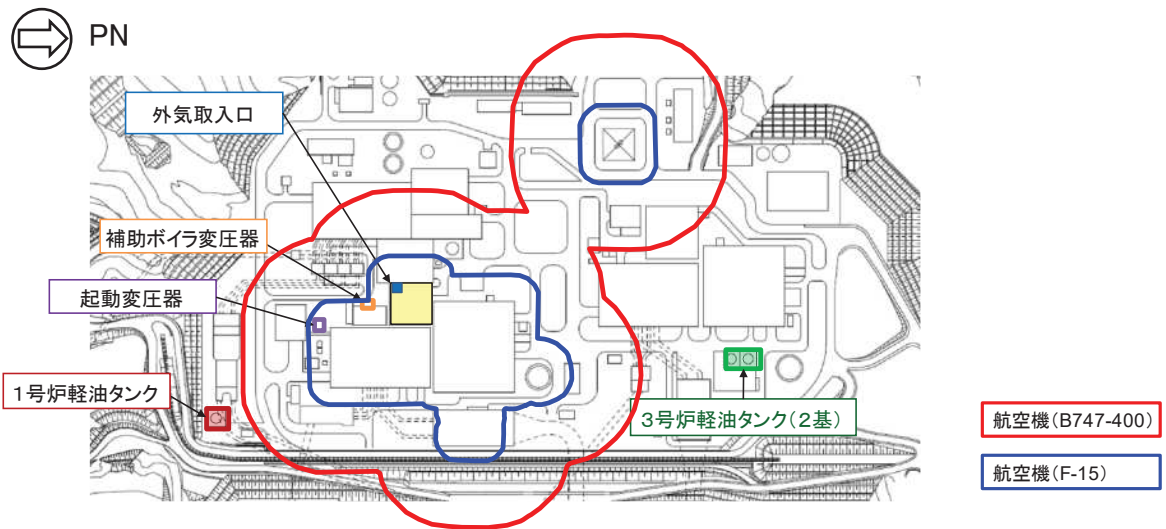 PN
外気取入口
補助ボイラ変圧器
起動変圧器
1号炉軽油タンク
3号炉軽油タンク(2基)
航空機(B747-400)
航空機(F-15)